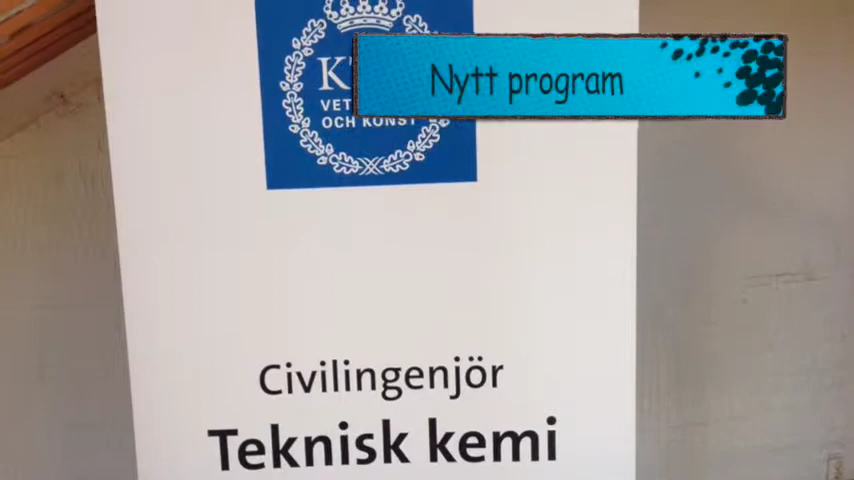 Nytt program
VET
OCH KONST
Civilingenjör
Teknisk kemi